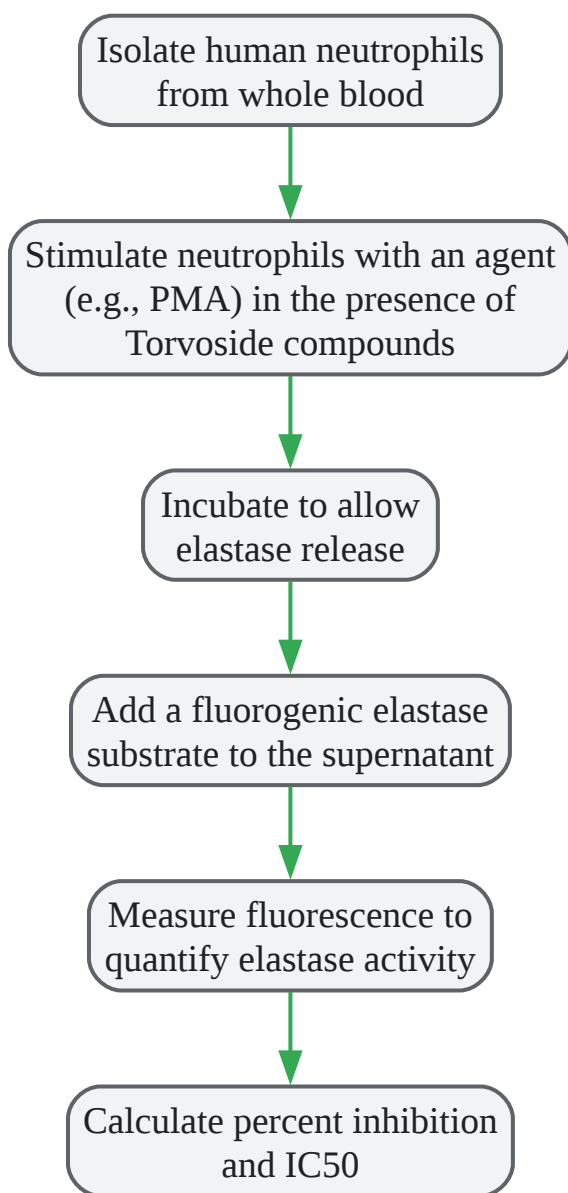 Isolate human neutrophils
from whole blood
Stimulate neutrophils with an agent
(e.g., PMA) in the presence of
Torvoside compounds
Incubate to allow
elastase release
Add a fluorogenic elastase
substrate to the supernatant
Measure fluorescence to
quantify elastase activity
Calculate percent inhibition
and IC50